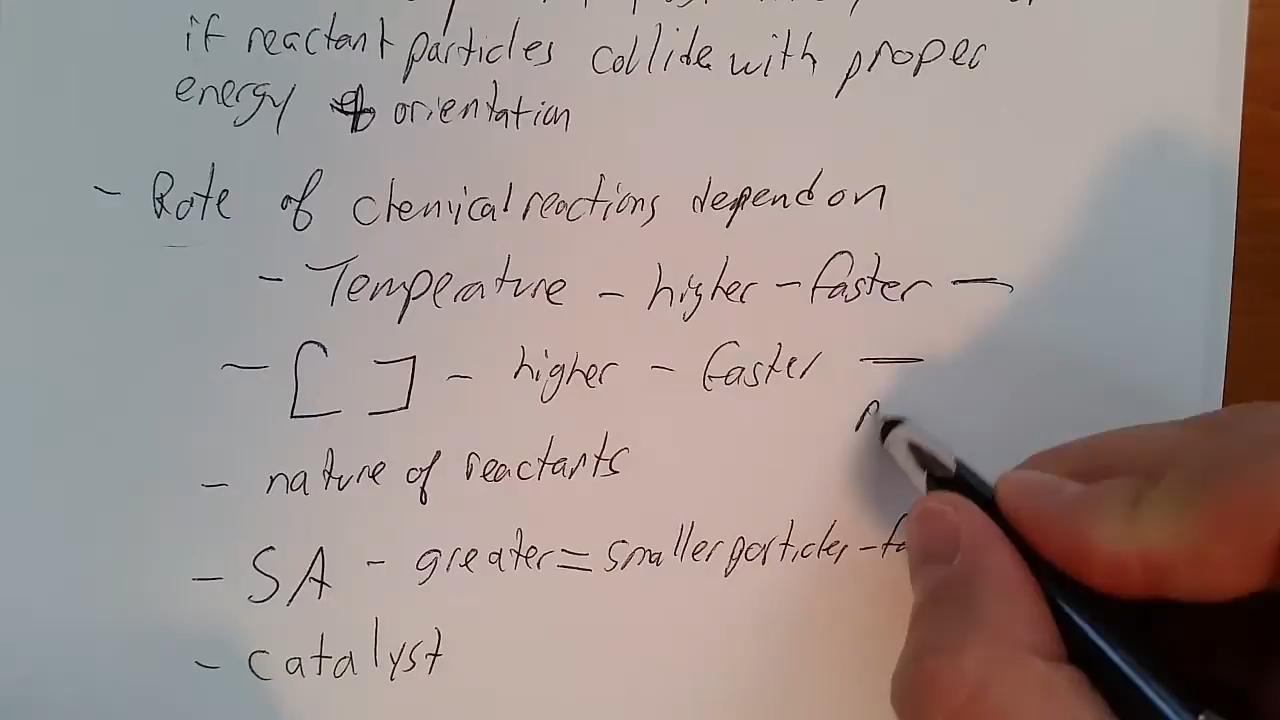 if reactant particles collide with proper
energy & orientation
- Rate of chemical reactions depend on
- Temperature - higher - faster -
- [ ] - higher - faster -
- nature of reactants
- SA - greater = smaller particles - fa
- catalyst